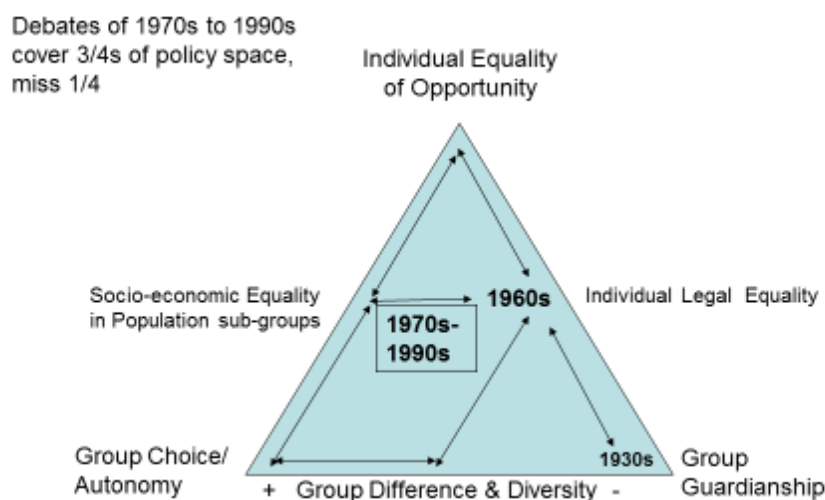 Debates of 1970s to 1990s
cover 3/4s of policy space,
miss 1/4
Individual Equality
of Opportunity
Socio-economic Equality
in Population sub-groups
1960s
Individual Legal Equality
1970s-
1990s
Group Choice/
Autonomy
1930s
Group
Guardianship
+ Group Difference & Diversity -